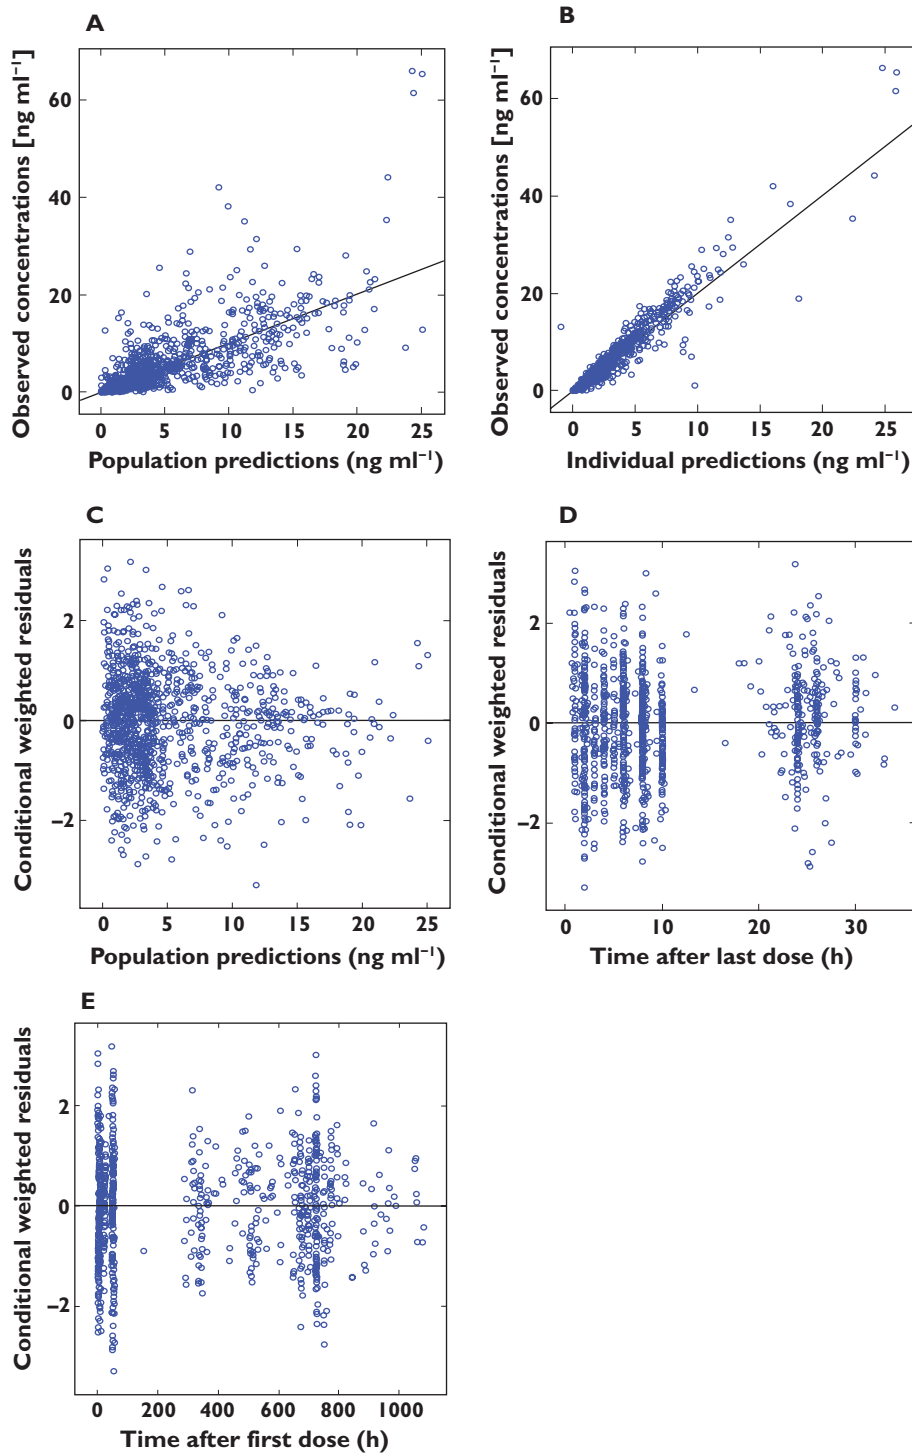 A
Observed concentrations [ng ml⁻¹]
60
40
20
0
0 5 10 15 20 25
Population predictions (ng ml⁻¹)
B
Observed concentrations [ng ml⁻¹]
60
40
20
0
0 5 10 15 20 25
Individual predictions (ng ml⁻¹)
C
Conditional weighted residuals
2
0
−2
0 5 10 15 20 25
Population predictions (ng ml⁻¹)
D
Conditional weighted residuals
2
0
−2
0 10 20 30
Time after last dose (h)
E
Conditional weighted residuals
2
0
−2
0 200 400 600 800 1000
Time after first dose (h)